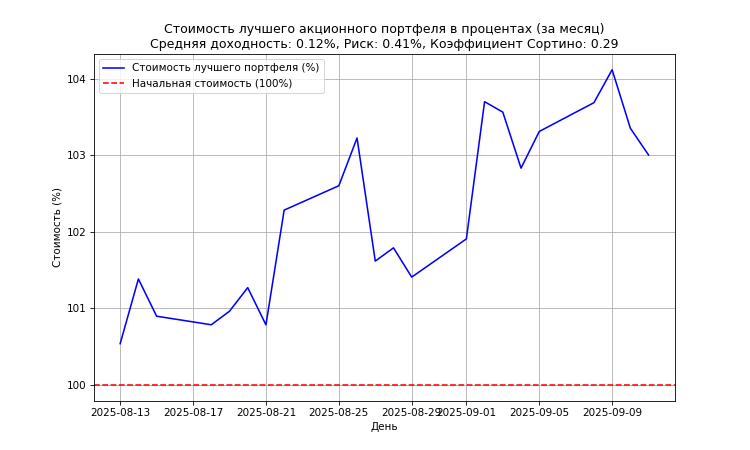 Стоимость лучшего акционного портфеля в процентах (за месяц)
Средняя доходность: 0.12%, Риск: 0.41%, Коэффициент Сортино: 0.29
Стоимость лучшего портфеля (%)
Начальная стоимость (100%)
Стоимость (%)
104
103
102
101
100
2025-08-13 2025-08-17 2025-08-21 2025-08-25 2025-08-29 2025-09-01 2025-09-05 2025-09-09
День